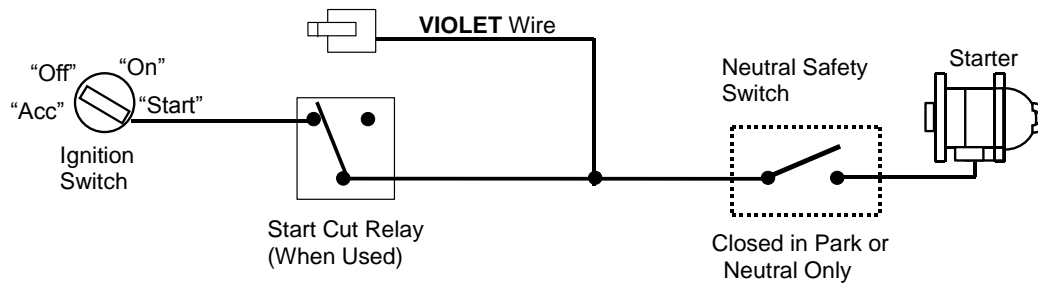 VIOLET Wire
“Off”
“On”
“Acc”
“Start”
Ignition
Switch
Start Cut Relay
(When Used)
Neutral Safety
Switch
Closed in Park or
Neutral Only
Starter